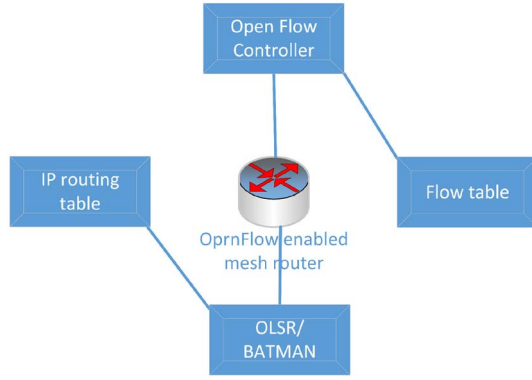 Open Flow
Controller
IP routing
table
Flow table
OprnFlow enabled
mesh router
OLSR/
BATMAN